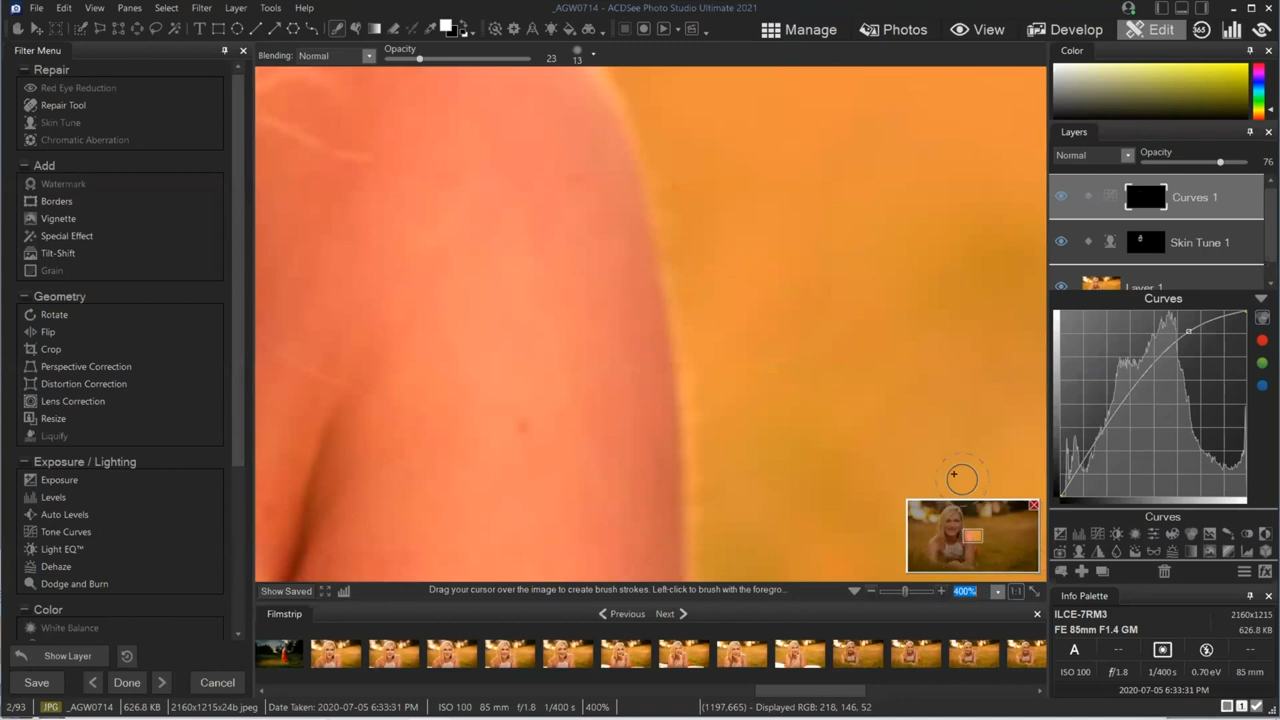 File Edit View Panes Select Filter Layer Tools Help
_AGW0714 - ACDSee Photo Studio Ultimate 2021
Manage Photos View Develop Edit 365
Filter Menu
Repair
Red Eye Reduction
Repair Tool
Skin Tune
Chromatic Aberration
Add
Watermark
Borders
Vignette
Special Effect
Tilt-Shift
Grain
Geometry
Rotate
Flip
Crop
Perspective Correction
Distortion Correction
Lens Correction
Resize
Liquify
Exposure / Lighting
Exposure
Levels
Auto Levels
Tone Curves
Light EQ™
Dehaze
Dodge and Burn
Color
White Balance
Show Layer
Save Done Cancel
Blending: Normal Opacity 23 13
Show Saved
Drag your cursor over the image to create brush strokes. Left-click to brush with the foregro...
400% 1:1
Filmstrip Previous Next
Color
Layers
Normal Opacity 76
Curves 1
Skin Tune 1
Layer 1
Curves
Curves
Info Palette
ILCE-7RM3 2160x1215
FE 85mm F1.4 GM 626.8 KB
A -- --
ISO 100 f/1.8 1/400 s 0.70 eV 85 mm
2020-07-05 6:33:31 PM
2/93 JPG _AGW0714 626.8 KB 2160x1215x24b jpeg Date Taken: 2020-07-05 6:33:31 PM ISO 100 85 mm f/1.8 1/400 s 400% (1197,665) - Displayed RGB: 218, 146, 52 1